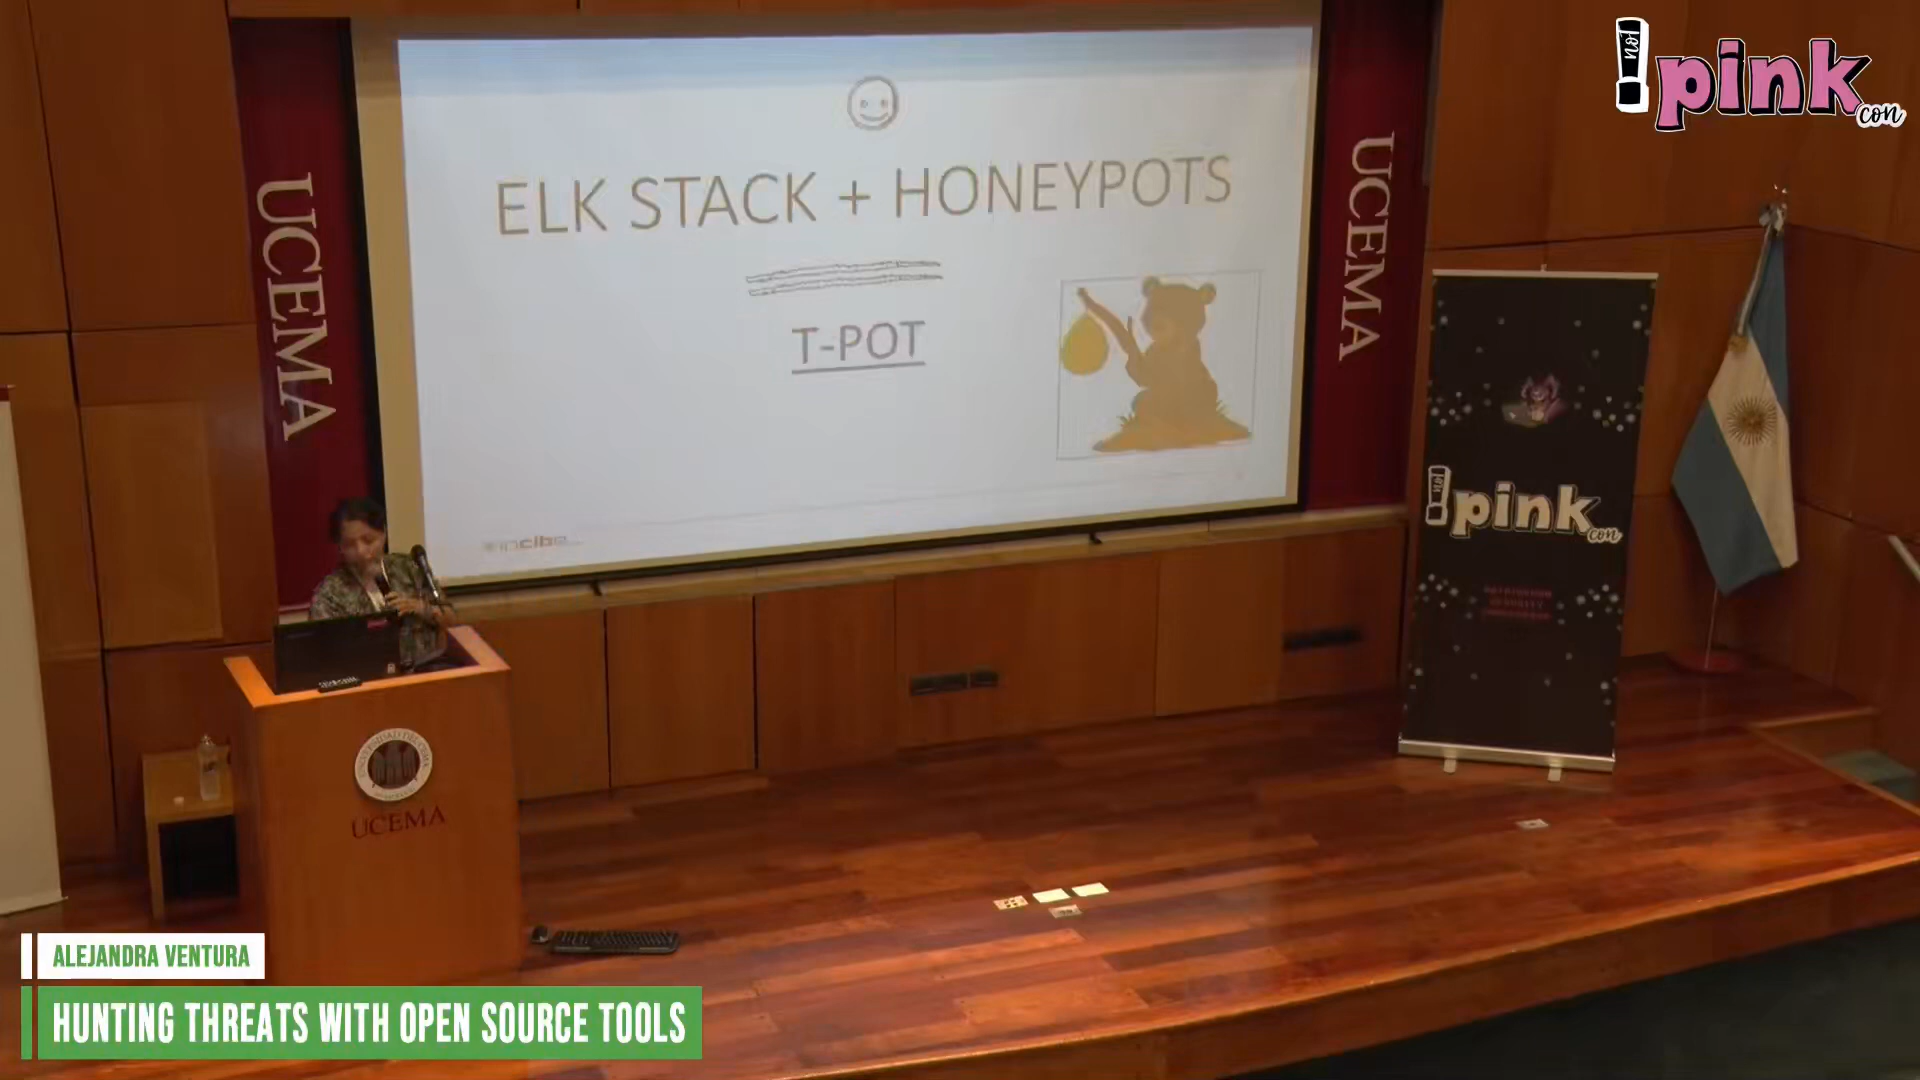 !
not
pink
con
ELK STACK + HONEYPOTS
T-POT
incibe
UCEMA
UCEMA
not
!pink
con
UCEMA
ALEJANDRA VENTURA
HUNTING THREATS WITH OPEN SOURCE TOOLS